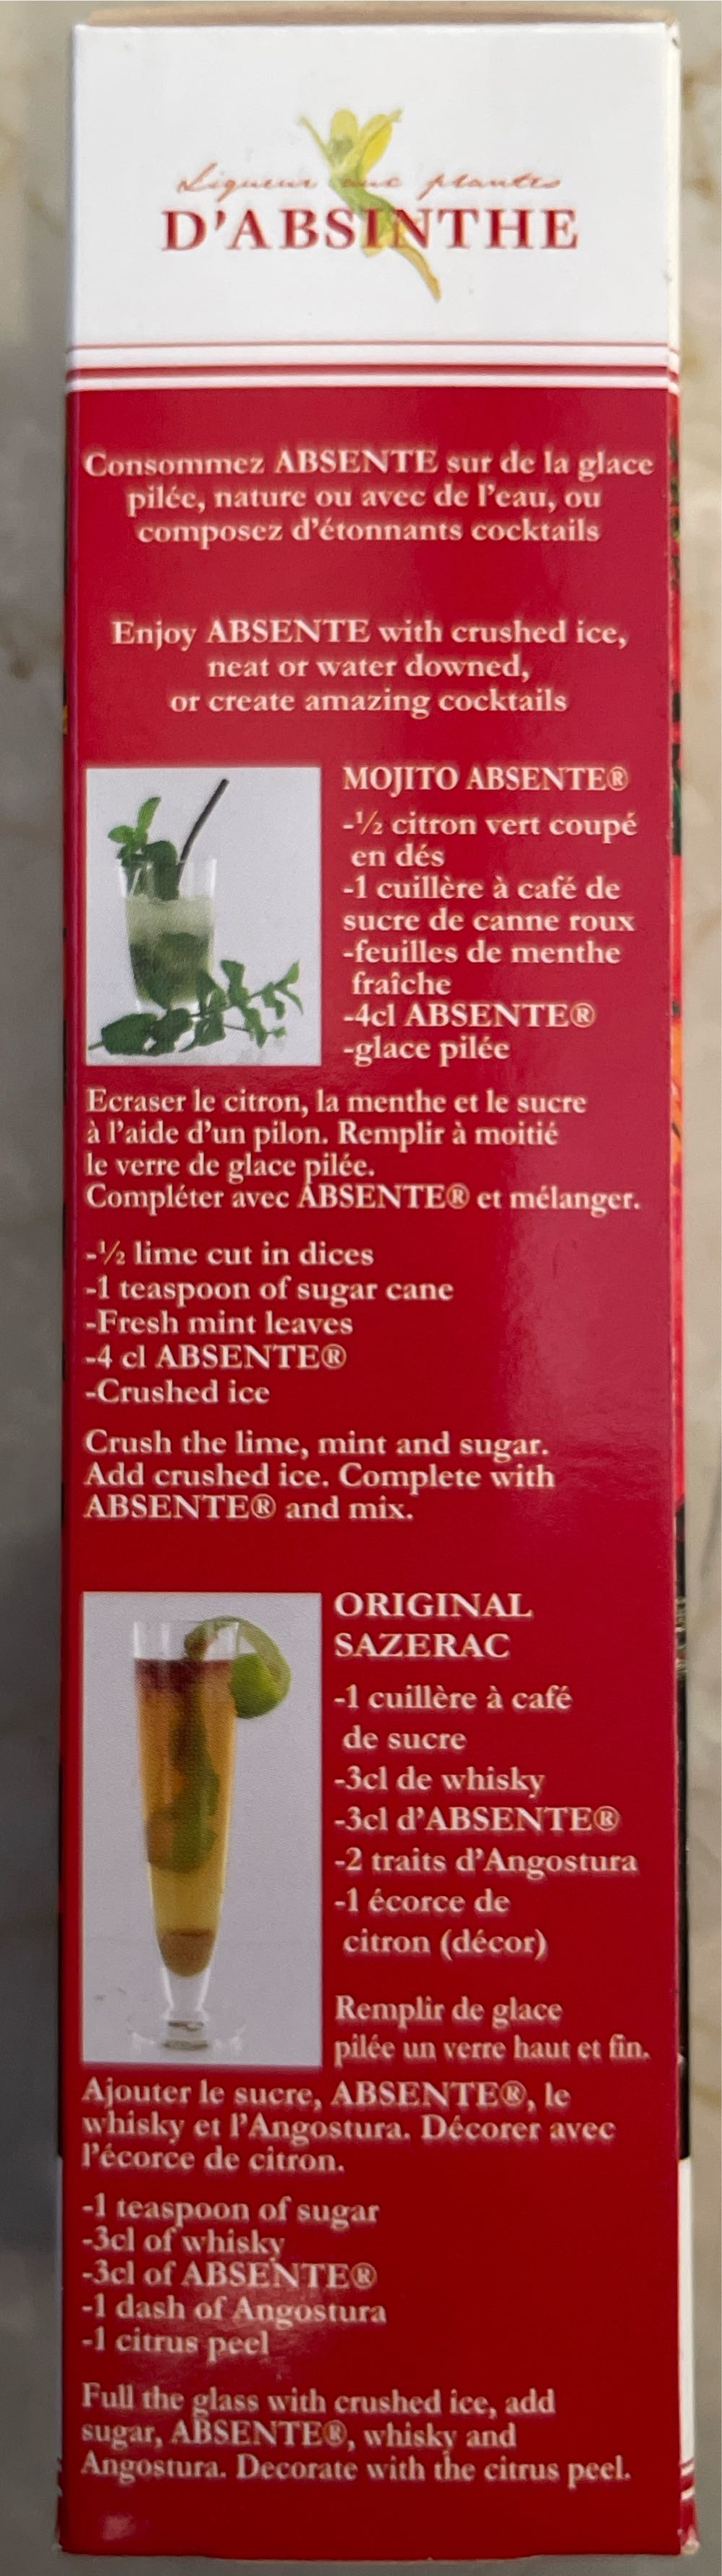 Liqueur aux plantes
D'ABSINTHE
Consommez ABSENTE sur de la glace
pilée, nature ou avec de l'eau, ou
composez d'étonnants cocktails
Enjoy ABSENTE with crushed ice,
neat or water downed,
or create amazing cocktails
MOJITO ABSENTE®
-½ citron vert coupé
en dés
-1 cuillère à café de
sucre de canne roux
-feuilles de menthe
fraîche
-4cl ABSENTE®
-glace pilée
Ecraser le citron, la menthe et le sucre
à l'aide d'un pilon. Remplir à moitié
le verre de glace pilée.
Compléter avec ABSENTE® et mélanger.
-½ lime cut in dices
-1 teaspoon of sugar cane
-Fresh mint leaves
-4 cl ABSENTE®
-Crushed ice
Crush the lime, mint and sugar.
Add crushed ice. Complete with
ABSENTE® and mix.
ORIGINAL
SAZERAC
-1 cuillère à café
de sucre
-3cl de whisky
-3cl d'ABSENTE®
-2 traits d'Angostura
-1 écorce de
citron (décor)
Remplir de glace
pilée un verre haut et fin.
Ajouter le sucre, ABSENTE®, le
whisky et l'Angostura. Décorer avec
l'écorce de citron.
-1 teaspoon of sugar
-3cl of whisky
-3cl of ABSENTE®
-1 dash of Angostura
-1 citrus peel
Full the glass with crushed ice, add
sugar, ABSENTE®, whisky and
Angostura. Decorate with the citrus peel.